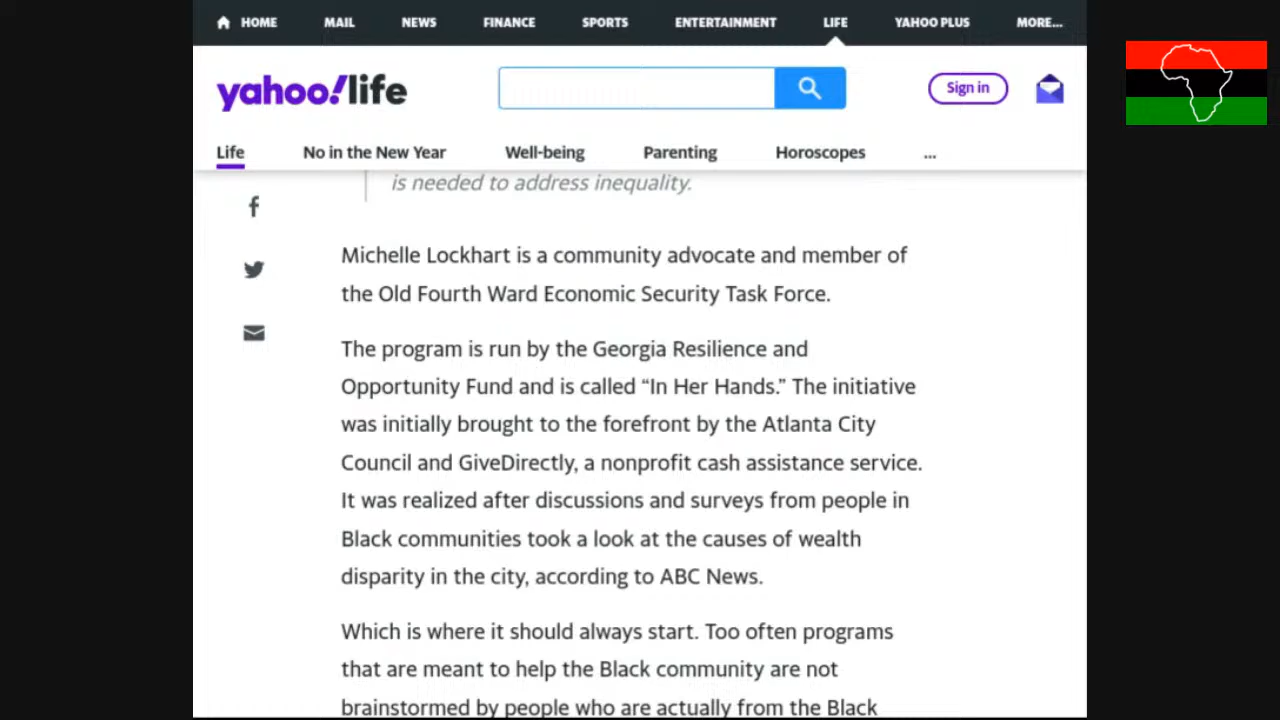 HOME MAIL NEWS FINANCE SPORTS ENTERTAINMENT LIFE YAHOO PLUS MORE...
yahoo!life
Sign in
Life No in the New Year Well-being Parenting Horoscopes ...
is needed to address inequality.
Michelle Lockhart is a community advocate and member of
the Old Fourth Ward Economic Security Task Force.
The program is run by the Georgia Resilience and
Opportunity Fund and is called “In Her Hands.” The initiative
was initially brought to the forefront by the Atlanta City
Council and GiveDirectly, a nonprofit cash assistance service.
It was realized after discussions and surveys from people in
Black communities took a look at the causes of wealth
disparity in the city, according to ABC News.
Which is where it should always start. Too often programs
that are meant to help the Black community are not
brainstormed by people who are actually from the Black